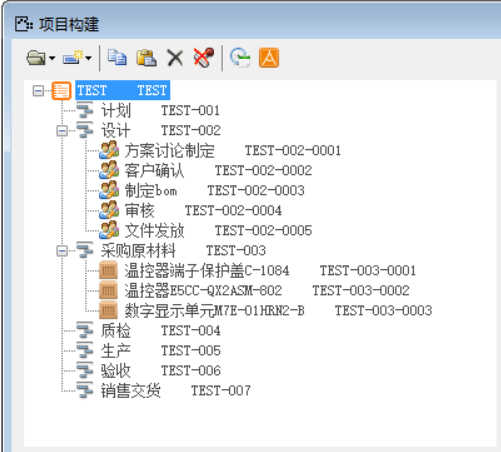 项目构建
TEST TEST
计划 TEST-001
设计 TEST-002
方案讨论制定 TEST-002-0001
客户确认 TEST-002-0002
制定bom TEST-002-0003
审核 TEST-002-0004
文件发放 TEST-002-0005
采购原材料 TEST-003
温控器端子保护盖C-1084 TEST-003-0001
温控器E5CC-QX2ASM-802 TEST-003-0002
数字显示单元M7E-01HRN2-B TEST-003-0003
质检 TEST-004
生产 TEST-005
验收 TEST-006
销售交货 TEST-007